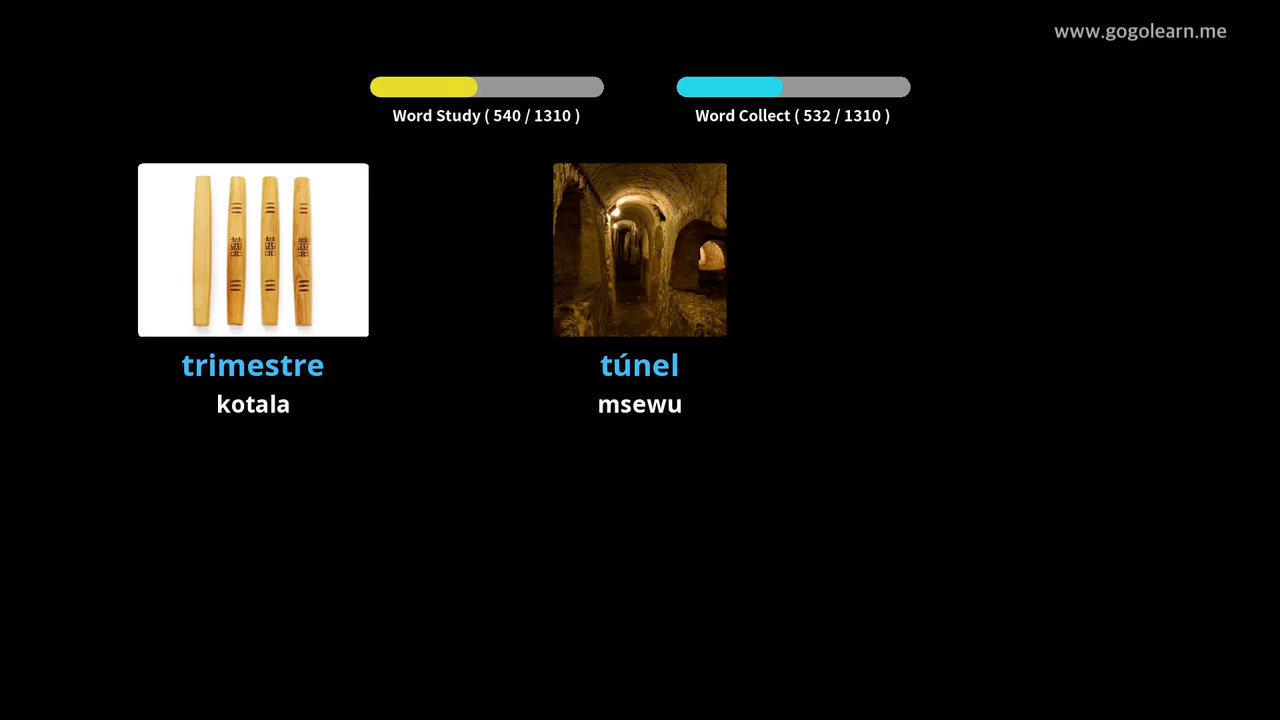 www.gogolearn.me
Word Study ( 540 / 1310 )
Word Collect ( 532 / 1310 )
trimestre
kotala
túnel
msewu